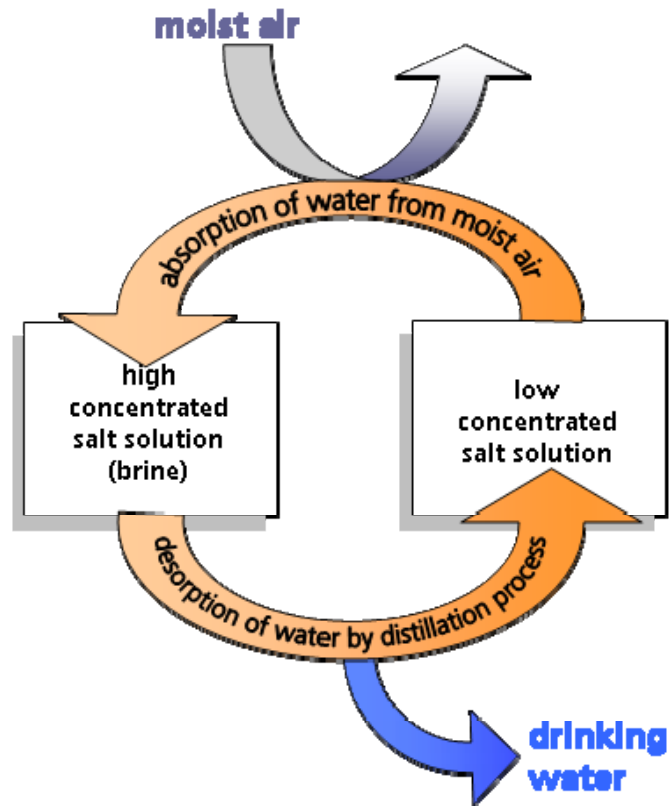 moist air
absorption of water from moist air
high
concentrated
salt solution
(brine)
low
concentrated
salt solution
desorption of water by distillation process
drinking
water